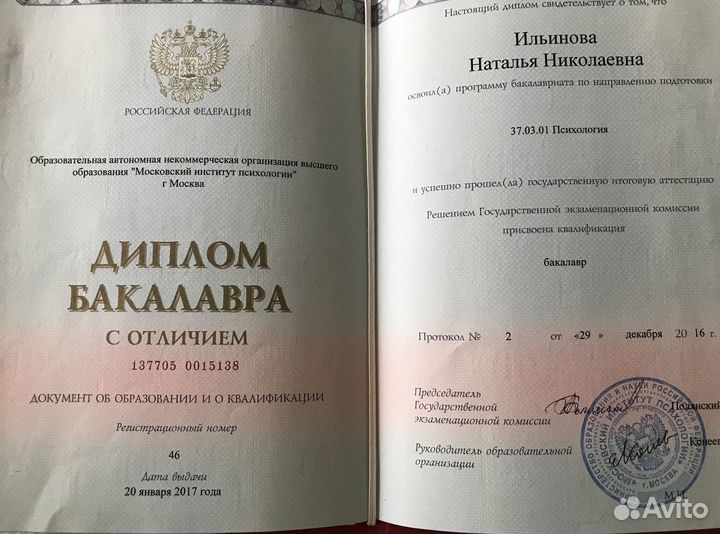 РОССИЙСКАЯ ФЕДЕРАЦИЯ
Образовательная автономная некоммерческая организация высшего
образования "Московский институт психологии"
г Москва
ДИПЛОМ
БАКАЛАВРА
С ОТЛИЧИЕМ
137705 0015138
ДОКУМЕНТ ОБ ОБРАЗОВАНИИ И О КВАЛИФИКАЦИИ
Регистрационный номер
46
Дата выдачи
20 января 2017 года
Настоящий диплом свидетельствует о том, что
Ильинова
Наталья Николаевна
освоил(а) программу бакалавриата по направлению подготовки
37.03.01 Психология
и успешно прошел(ла) государственную итоговую аттестацию
Решением Государственной экзаменационной комиссии
присвоена квалификация
бакалавр
Протокол № 2 от «29» декабря 2016 г.
Председатель
Государственной
экзаменационной комиссии
Руководитель образовательной
организации
М.П.
Avito